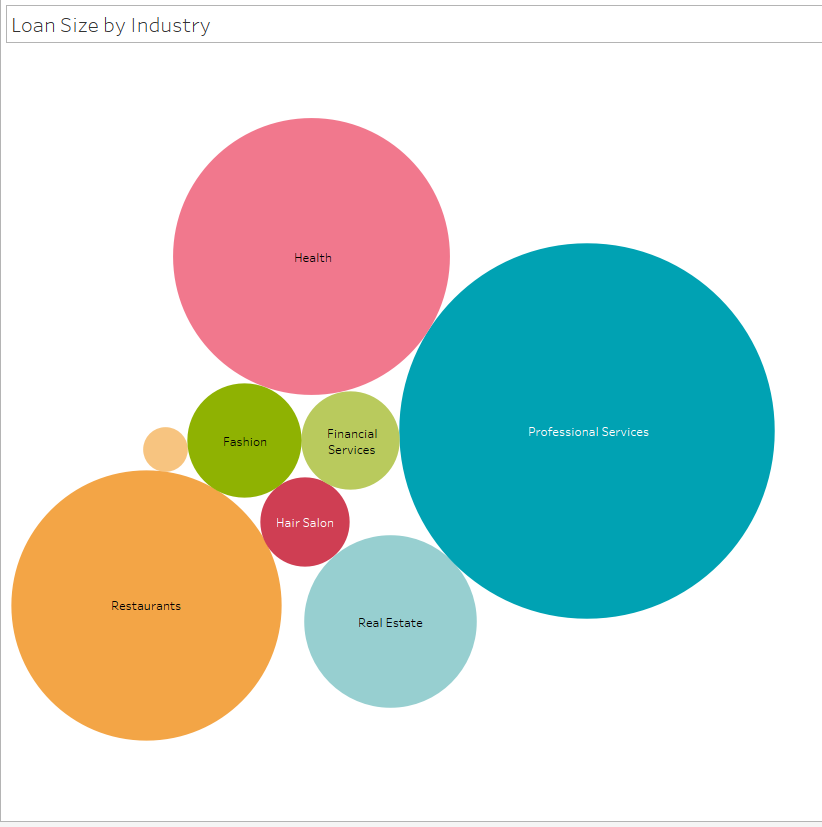 Loan Size by Industry
Health
Professional Services
Fashion
Financial
Services
Hair Salon
Restaurants
Real Estate